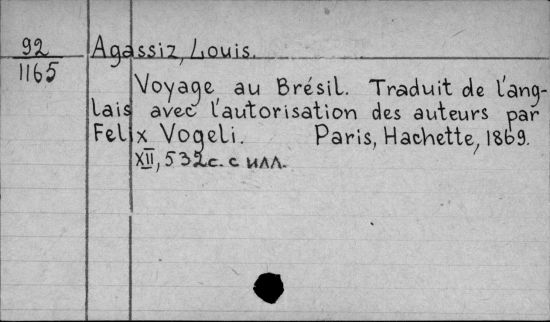 92
1165
Agassiz, Louis.
Voyage au Brésil. Traduit de l'ang-
lais avec l'autorisation des auteurs par
Felix Vogeli. Paris, Hachette, 1869.
XII, 532с. с илл.